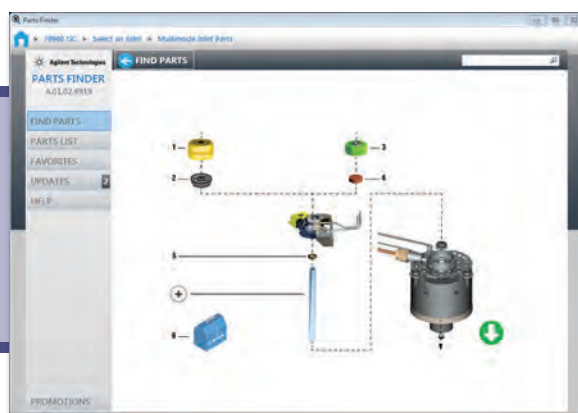 Parts Finder
7890B GC Select an Inlet Multimode Inlet Parts
Agilent Technologies
FIND PARTS
PARTS FINDER
A.01.02.4919
FIND PARTS
PARTS LIST
FAVORITES
UPDATES 2
HELP
1
3
2
4
5
+
6
PROMOTIONS